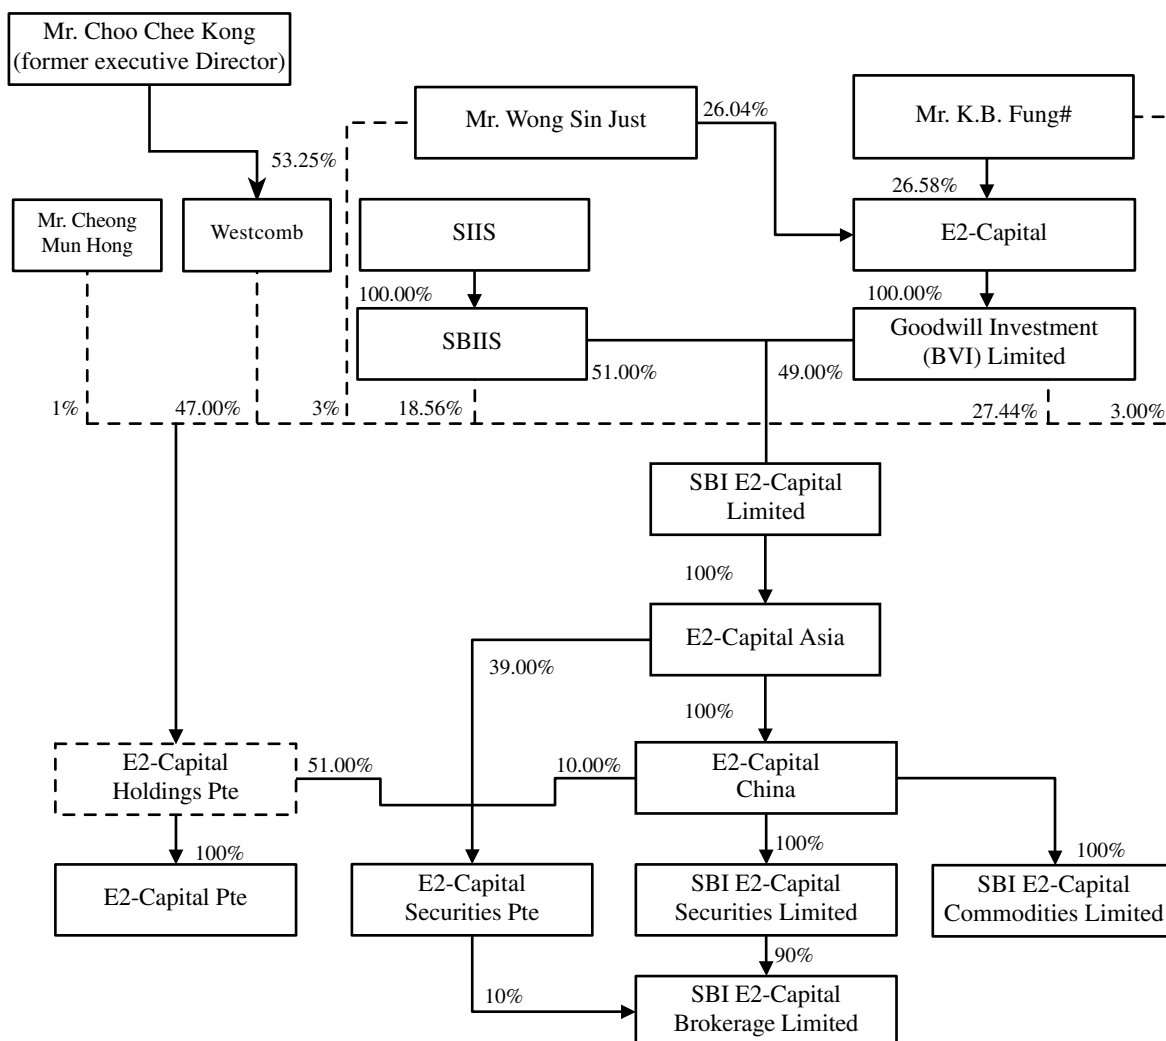 Mr. Choo Chee Kong
(former executive Director)
Mr. Wong Sin Just
26.04%
Mr. K.B. Fung#
53.25%
26.58%
Mr. Cheong
Mun Hong
Westcomb
SIIS
E2-Capital
100.00%
100.00%
SBIIS
Goodwill Investment
(BVI) Limited
51.00%
49.00%
1%
47.00%
3%
18.56%
27.44%
3.00%
SBI E2-Capital
Limited
100%
E2-Capital Asia
39.00%
100%
E2-Capital
Holdings Pte
51.00%
10.00%
E2-Capital
China
100%
100%
100%
E2-Capital Pte
E2-Capital
Securities Pte
SBI E2-Capital
Securities Limited
SBI E2-Capital
Commodities Limited
90%
10%
SBI E2-Capital
Brokerage Limited